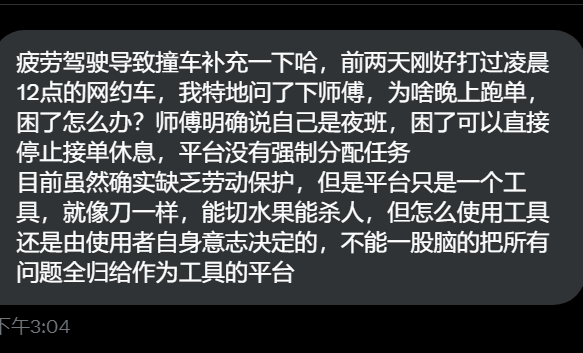 疲劳驾驶导致撞车补充一下哈，前两天刚好打过凌晨
12点的网约车，我特地问了下师傅，为啥晚上跑单，
困了怎么办？师傅明确说自己是夜班，困了可以直接
停止接单休息，平台没有强制分配任务
目前虽然确实缺乏劳动保护，但是平台只是一个工
具，就像刀一样，能切水果能杀人，但怎么使用工具
还是由使用者自身意志决定的，不能一股脑的把所有
问题全归给作为工具的平台
下午3:04